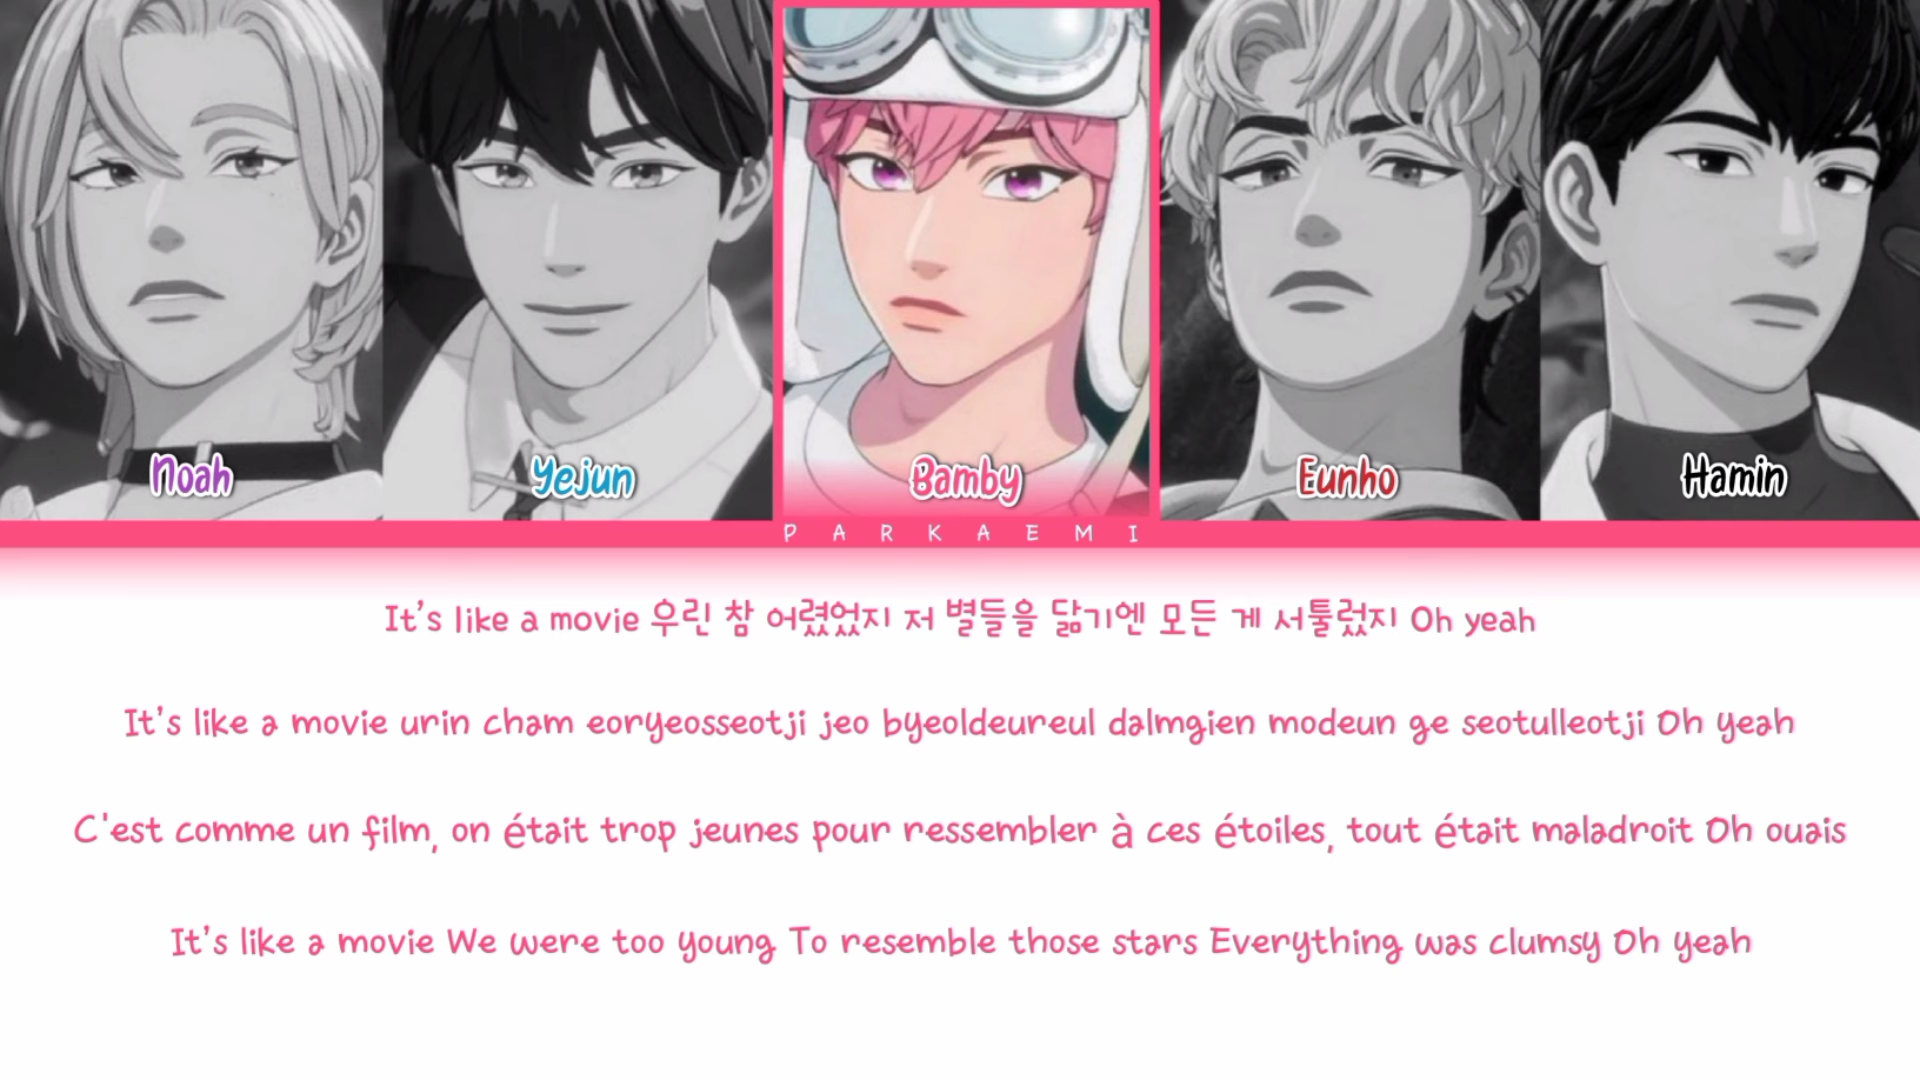 Noah
Yejun
Bamby
Eunho
Hamin
PARKAEMI
It's like a movie 우린 참 어렸었지 저 별들을 닮기엔 모든 게 서툴렀지 Oh yeah
It's like a movie urin cham eoryeosseotji jeo byeoldeureul dalmgien modeun ge seotulleotji Oh yeah
C'est comme un film, on était trop jeunes pour ressembler à ces étoiles, tout était maladroit Oh ouais
It's like a movie We were too young To resemble those stars Everything was clumsy Oh yeah